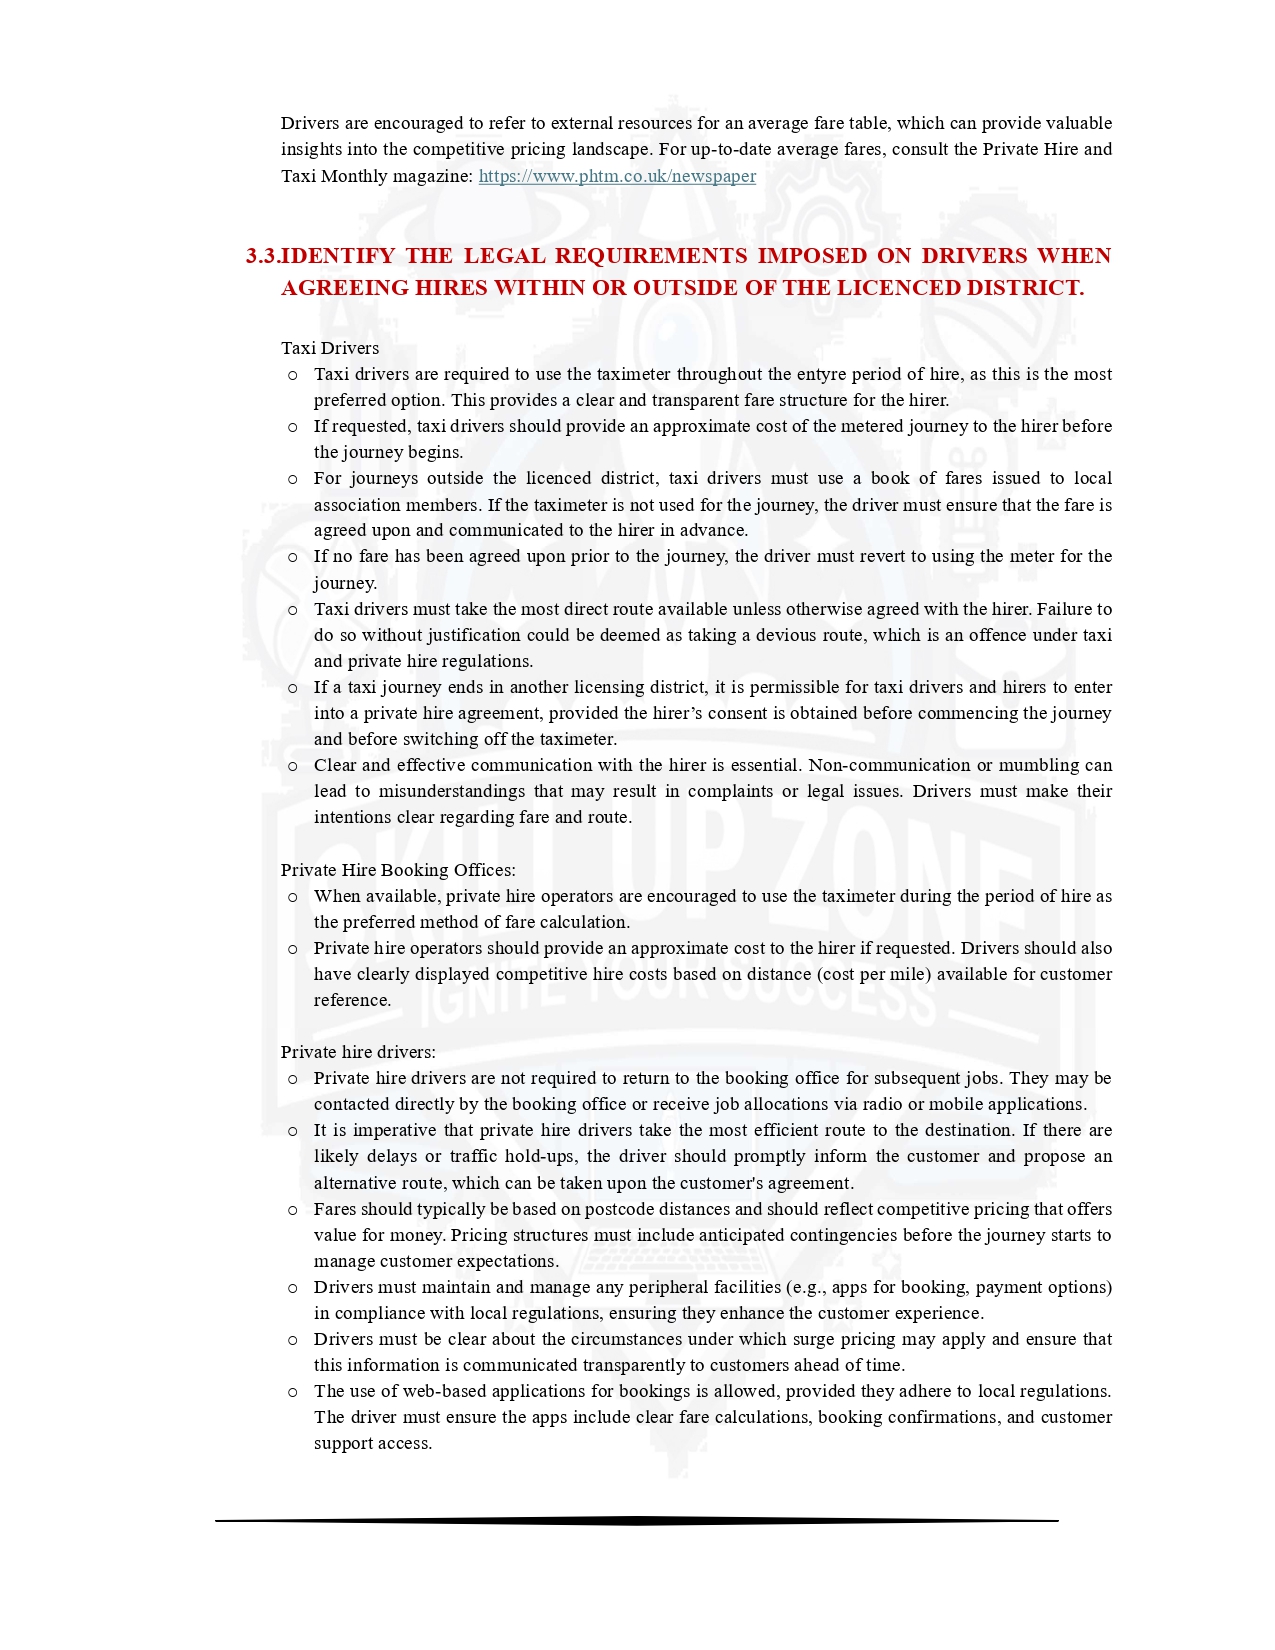 Drivers are encouraged to refer to external resources for an average fare table, which can provide valuable
insights into the competitive pricing landscape. For up-to-date average fares, consult the Private Hire and
Taxi Monthly magazine: https://www.phtm.co.uk/newspaper
3.3.IDENTIFY THE LEGAL REQUIREMENTS IMPOSED ON DRIVERS WHEN
AGREEING HIRES WITHIN OR OUTSIDE OF THE LICENCED DISTRICT.
Taxi Drivers
o Taxi drivers are required to use the taximeter throughout the entyre period of hire, as this is the most
preferred option. This provides a clear and transparent fare structure for the hirer.
o If requested, taxi drivers should provide an approximate cost of the metered journey to the hirer before
the journey begins.
o For journeys outside the licenced district, taxi drivers must use a book of fares issued to local
association members. If the taximeter is not used for the journey, the driver must ensure that the fare is
agreed upon and communicated to the hirer in advance.
o If no fare has been agreed upon prior to the journey, the driver must revert to using the meter for the
journey.
o Taxi drivers must take the most direct route available unless otherwise agreed with the hirer. Failure to
do so without justification could be deemed as taking a devious route, which is an offence under taxi
and private hire regulations.
o If a taxi journey ends in another licensing district, it is permissible for taxi drivers and hirers to enter
into a private hire agreement, provided the hirer’s consent is obtained before commencing the journey
and before switching off the taximeter.
o Clear and effective communication with the hirer is essential. Non-communication or mumbling can
lead to misunderstandings that may result in complaints or legal issues. Drivers must make their
intentions clear regarding fare and route.
SKILL UP ZONE
Private Hire Booking Offices:
o When available, private hire operators are encouraged to use the taximeter during the period of hire as
the preferred method of fare calculation.
o Private hire operators should provide an approximate cost to the hirer if requested. Drivers should also
have clearly displayed competitive hire costs based on distance (cost per mile) available for customer
reference.
IGNITE YOUR SUCCESS
Private hire drivers:
o Private hire drivers are not required to return to the booking office for subsequent jobs. They may be
contacted directly by the booking office or receive job allocations via radio or mobile applications.
o It is imperative that private hire drivers take the most efficient route to the destination. If there are
likely delays or traffic hold-ups, the driver should promptly inform the customer and propose an
alternative route, which can be taken upon the customer's agreement.
o Fares should typically be based on postcode distances and should reflect competitive pricing that offers
value for money. Pricing structures must include anticipated contingencies before the journey starts to
manage customer expectations.
o Drivers must maintain and manage any peripheral facilities (e.g., apps for booking, payment options)
in compliance with local regulations, ensuring they enhance the customer experience.
o Drivers must be clear about the circumstances under which surge pricing may apply and ensure that
this information is communicated transparently to customers ahead of time.
o The use of web-based applications for bookings is allowed, provided they adhere to local regulations.
The driver must ensure the apps include clear fare calculations, booking confirmations, and customer
support access.